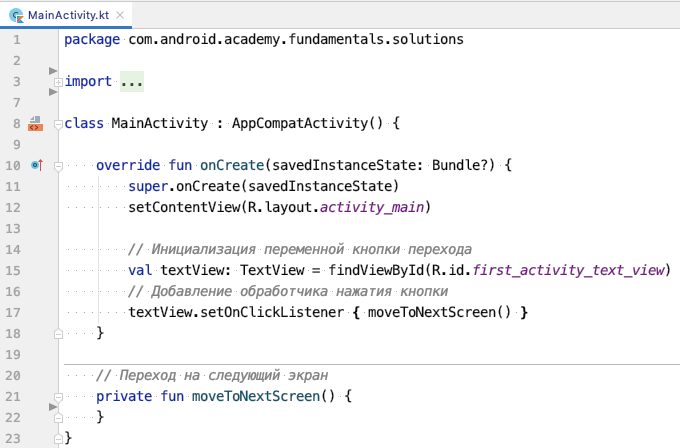 MainActivity.kt
1 package com.android.academy.fundamentals.solutions
2
3 import ...
7
8 class MainActivity : AppCompatActivity() {
9
10 override fun onCreate(savedInstanceState: Bundle?) {
11 super.onCreate(savedInstanceState)
12 setContentView(R.layout.activity_main)
13
14 // Инициализация переменной кнопки перехода
15 val textView: TextView = findViewById(R.id.first_activity_text_view)
16 // Добавление обработчика нажатия кнопки
17 textView.setOnClickListener { moveToNextScreen() }
18 }
19
20 // Переход на следующий экран
21 private fun moveToNextScreen() {
22 }
23 }